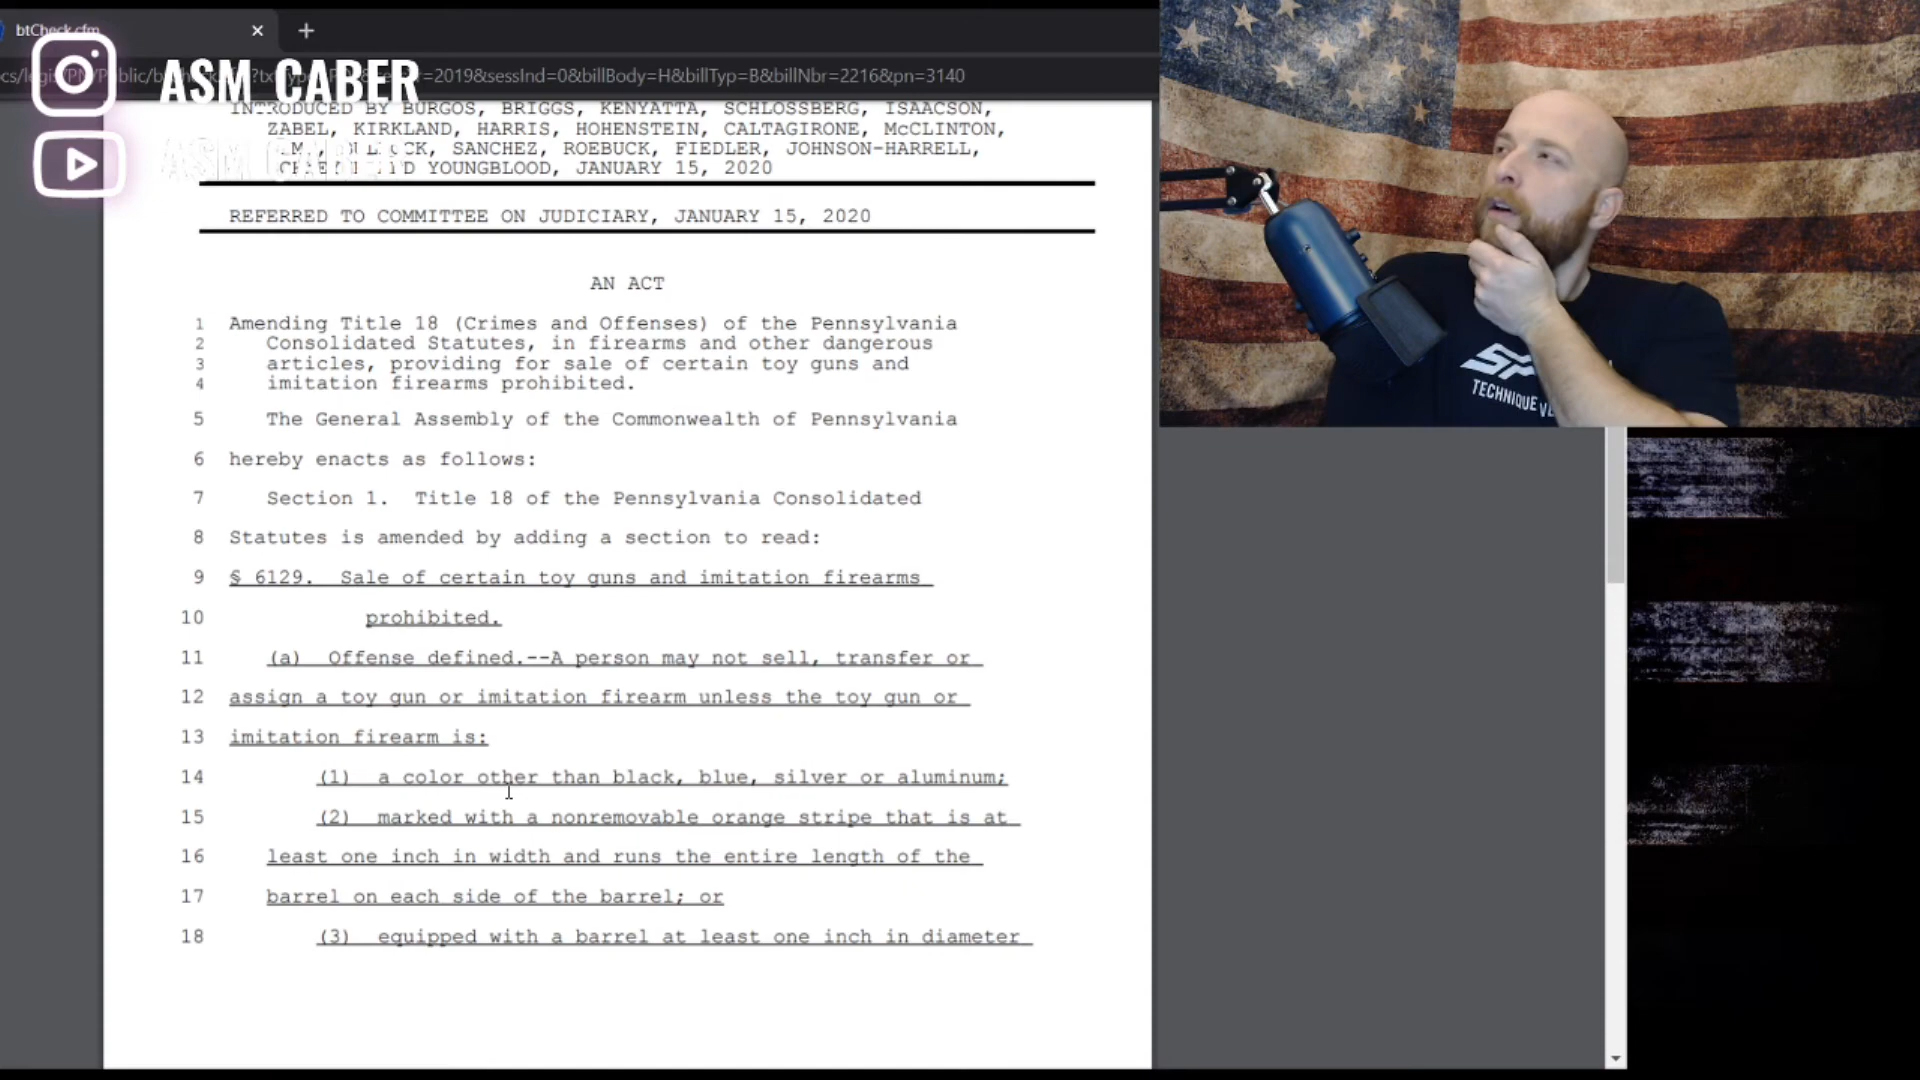 btCheck.cfm
=2019&sessInd=0&billBody=H&billTyp=B&billNbr=2216&pn=3140
ASM_CABER
INTRODUCED BY BURGOS, BRIGGS, KENYATTA, SCHLOSSBERG, ISAACSON,
ZABEL, KIRKLAND, HARRIS, HOHENSTEIN, CALTAGIRONE, McCLINTON,
SANCHEZ, ROEBUCK, FIEDLER, JOHNSON-HARRELL,
YOUNGBLOOD, JANUARY 15, 2020
REFERRED TO COMMITTEE ON JUDICIARY, JANUARY 15, 2020
AN ACT
1 Amending Title 18 (Crimes and Offenses) of the Pennsylvania
2 Consolidated Statutes, in firearms and other dangerous
3 articles, providing for sale of certain toy guns and
4 imitation firearms prohibited.
5 The General Assembly of the Commonwealth of Pennsylvania
6 hereby enacts as follows:
7 Section 1. Title 18 of the Pennsylvania Consolidated
8 Statutes is amended by adding a section to read:
9 § 6129. Sale of certain toy guns and imitation firearms
10 prohibited.
11 (a) Offense defined.--A person may not sell, transfer or
12 assign a toy gun or imitation firearm unless the toy gun or
13 imitation firearm is:
14 (1) a color other than black, blue, silver or aluminum;
15 (2) marked with a nonremovable orange stripe that is at
16 least one inch in width and runs the entire length of the
17 barrel on each side of the barrel; or
18 (3) equipped with a barrel at least one inch in diameter
TECHNIQUE